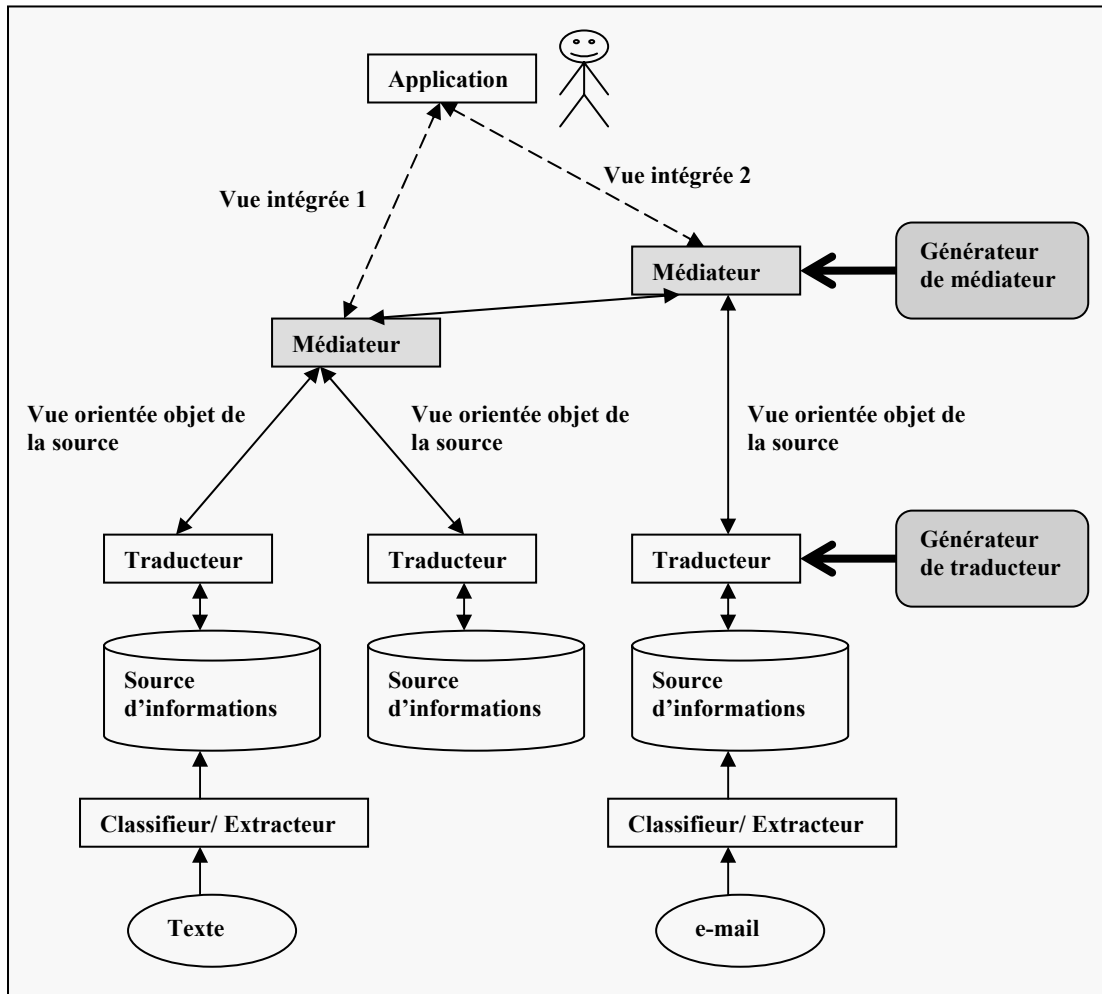 Application
Vue intégrée 1
Vue intégrée 2
Médiateur
Générateur
de médiateur
Médiateur
Vue orientée objet de
la source
Vue orientée objet de
la source
Vue orientée objet de
la source
Traducteur
Traducteur
Traducteur
Générateur
de traducteur
Source
d’informations
Source
d’informations
Source
d’informations
Classifieur/ Extracteur
Classifieur/ Extracteur
Texte
e-mail